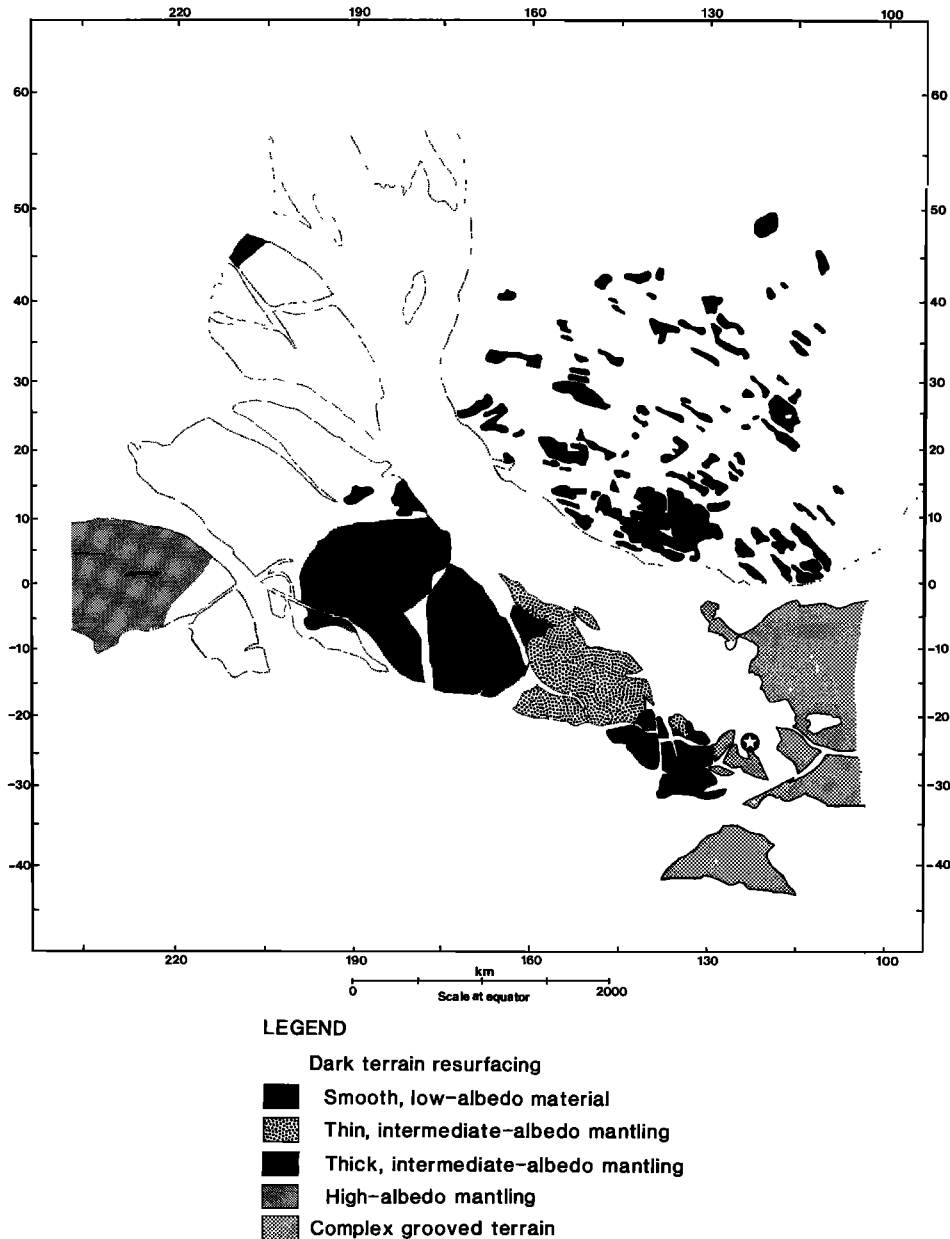 220 190 160 130 100
60 60
50 50
40 40
30 30
20 20
10 10
0 0
-10 -10
-20 -20
-30 -30
-40 -40
220 190 160 130 100
km
0 2000
Scale at equator
LEGEND
Dark terrain resurfacing
Smooth, low-albedo material
Thin, intermediate-albedo mantling
Thick, intermediate-albedo mantling
High-albedo mantling
Complex grooved terrain